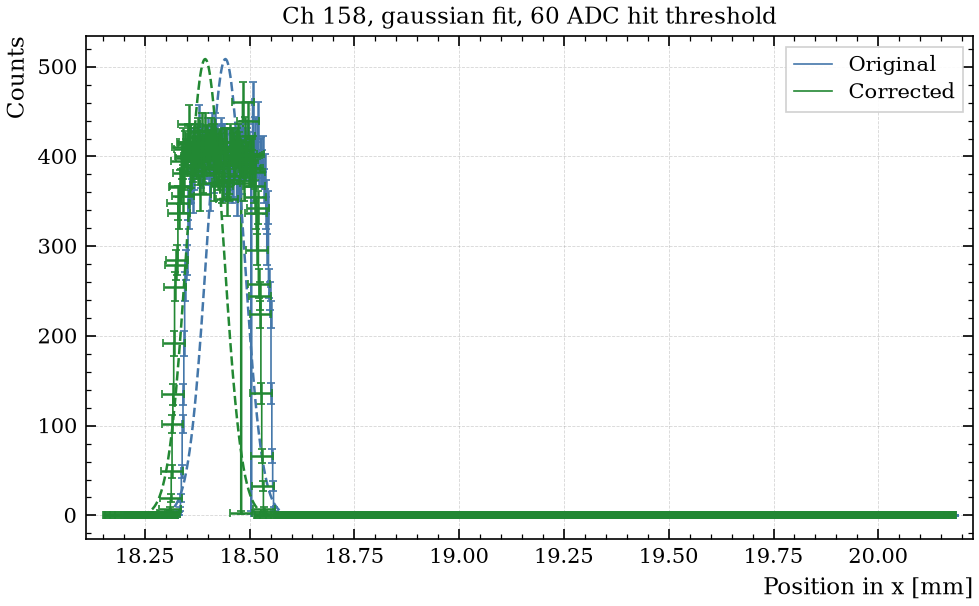 Ch 158, gaussian fit, 60 ADC hit threshold
Counts
Original
Corrected
500
400
300
200
100
0
18.25 18.50 18.75 19.00 19.25 19.50 19.75 20.00
Position in x [mm]